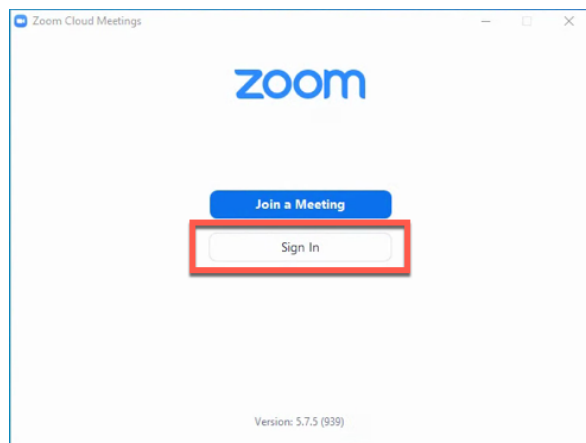 Zoom Cloud Meetings
zoom
Join a Meeting
Sign In
Version: 5.7.5 (939)